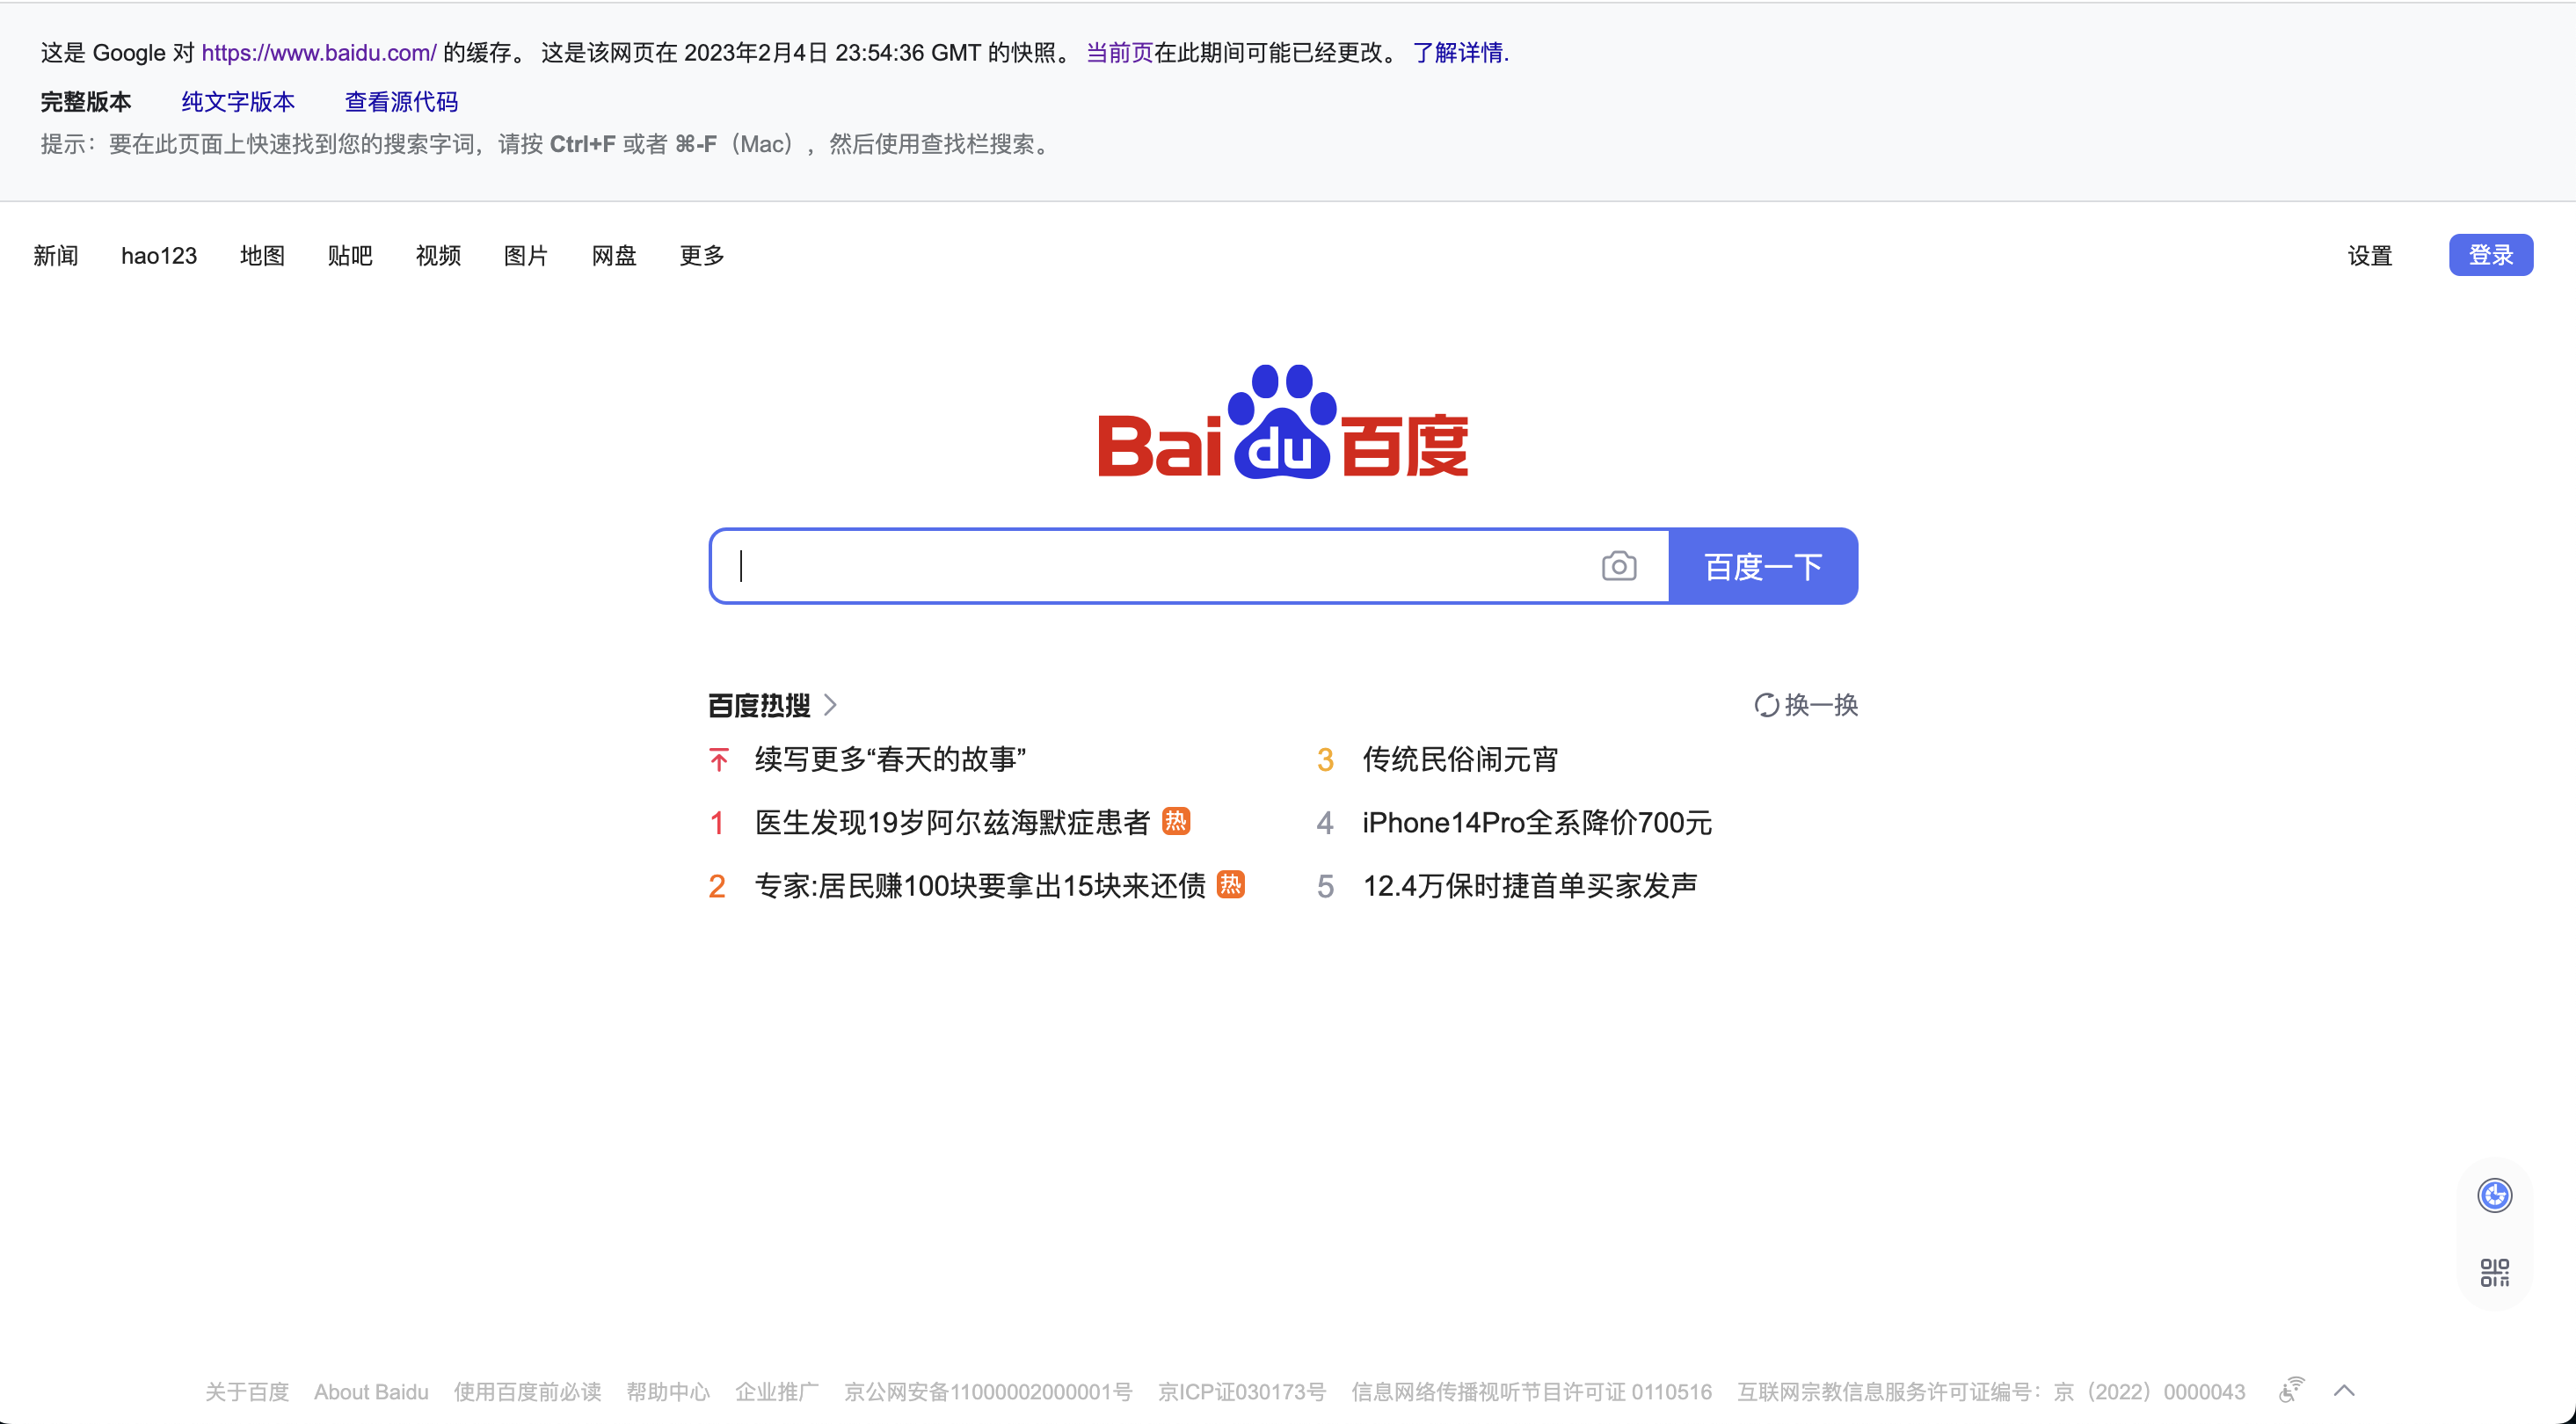 这是 Google 对 https://www.baidu.com/ 的缓存。 这是该网页在 2023年2月4日 23:54:36 GMT 的快照。 当前页在此期间可能已经更改。 了解详情.
完整版本 纯文字版本 查看源代码
提示：要在此页面上快速找到您的搜索字词，请按 Ctrl+F 或者 ⌘-F（Mac），然后使用查找栏搜索。
新闻 hao123 地图 贴吧 视频 图片 网盘 更多 设置 登录
Bai du 百度
百度一下
百度热搜 换一换
续写更多“春天的故事”
1 医生发现19岁阿尔兹海默症患者 热
2 专家:居民赚100块要拿出15块来还债 热
3 传统民俗闹元宵
4 iPhone14Pro全系降价700元
5 12.4万保时捷首单买家发声
关于百度 About Baidu 使用百度前必读 帮助中心 企业推广 京公网安备11000002000001号 京ICP证030173号 信息网络传播视听节目许可证 0110516 互联网宗教信息服务许可证编号：京（2022）0000043